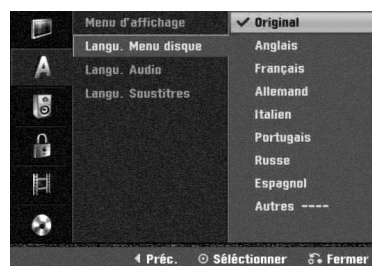 Menu d'affichage
Langu. Menu disque
Langu. Audio
Langu. Soustitres
✔ Original
Anglais
Français
Allemand
Italien
Portugais
Russe
Espagnol
Autres ----
A
Préc. Séléctionner Fermer